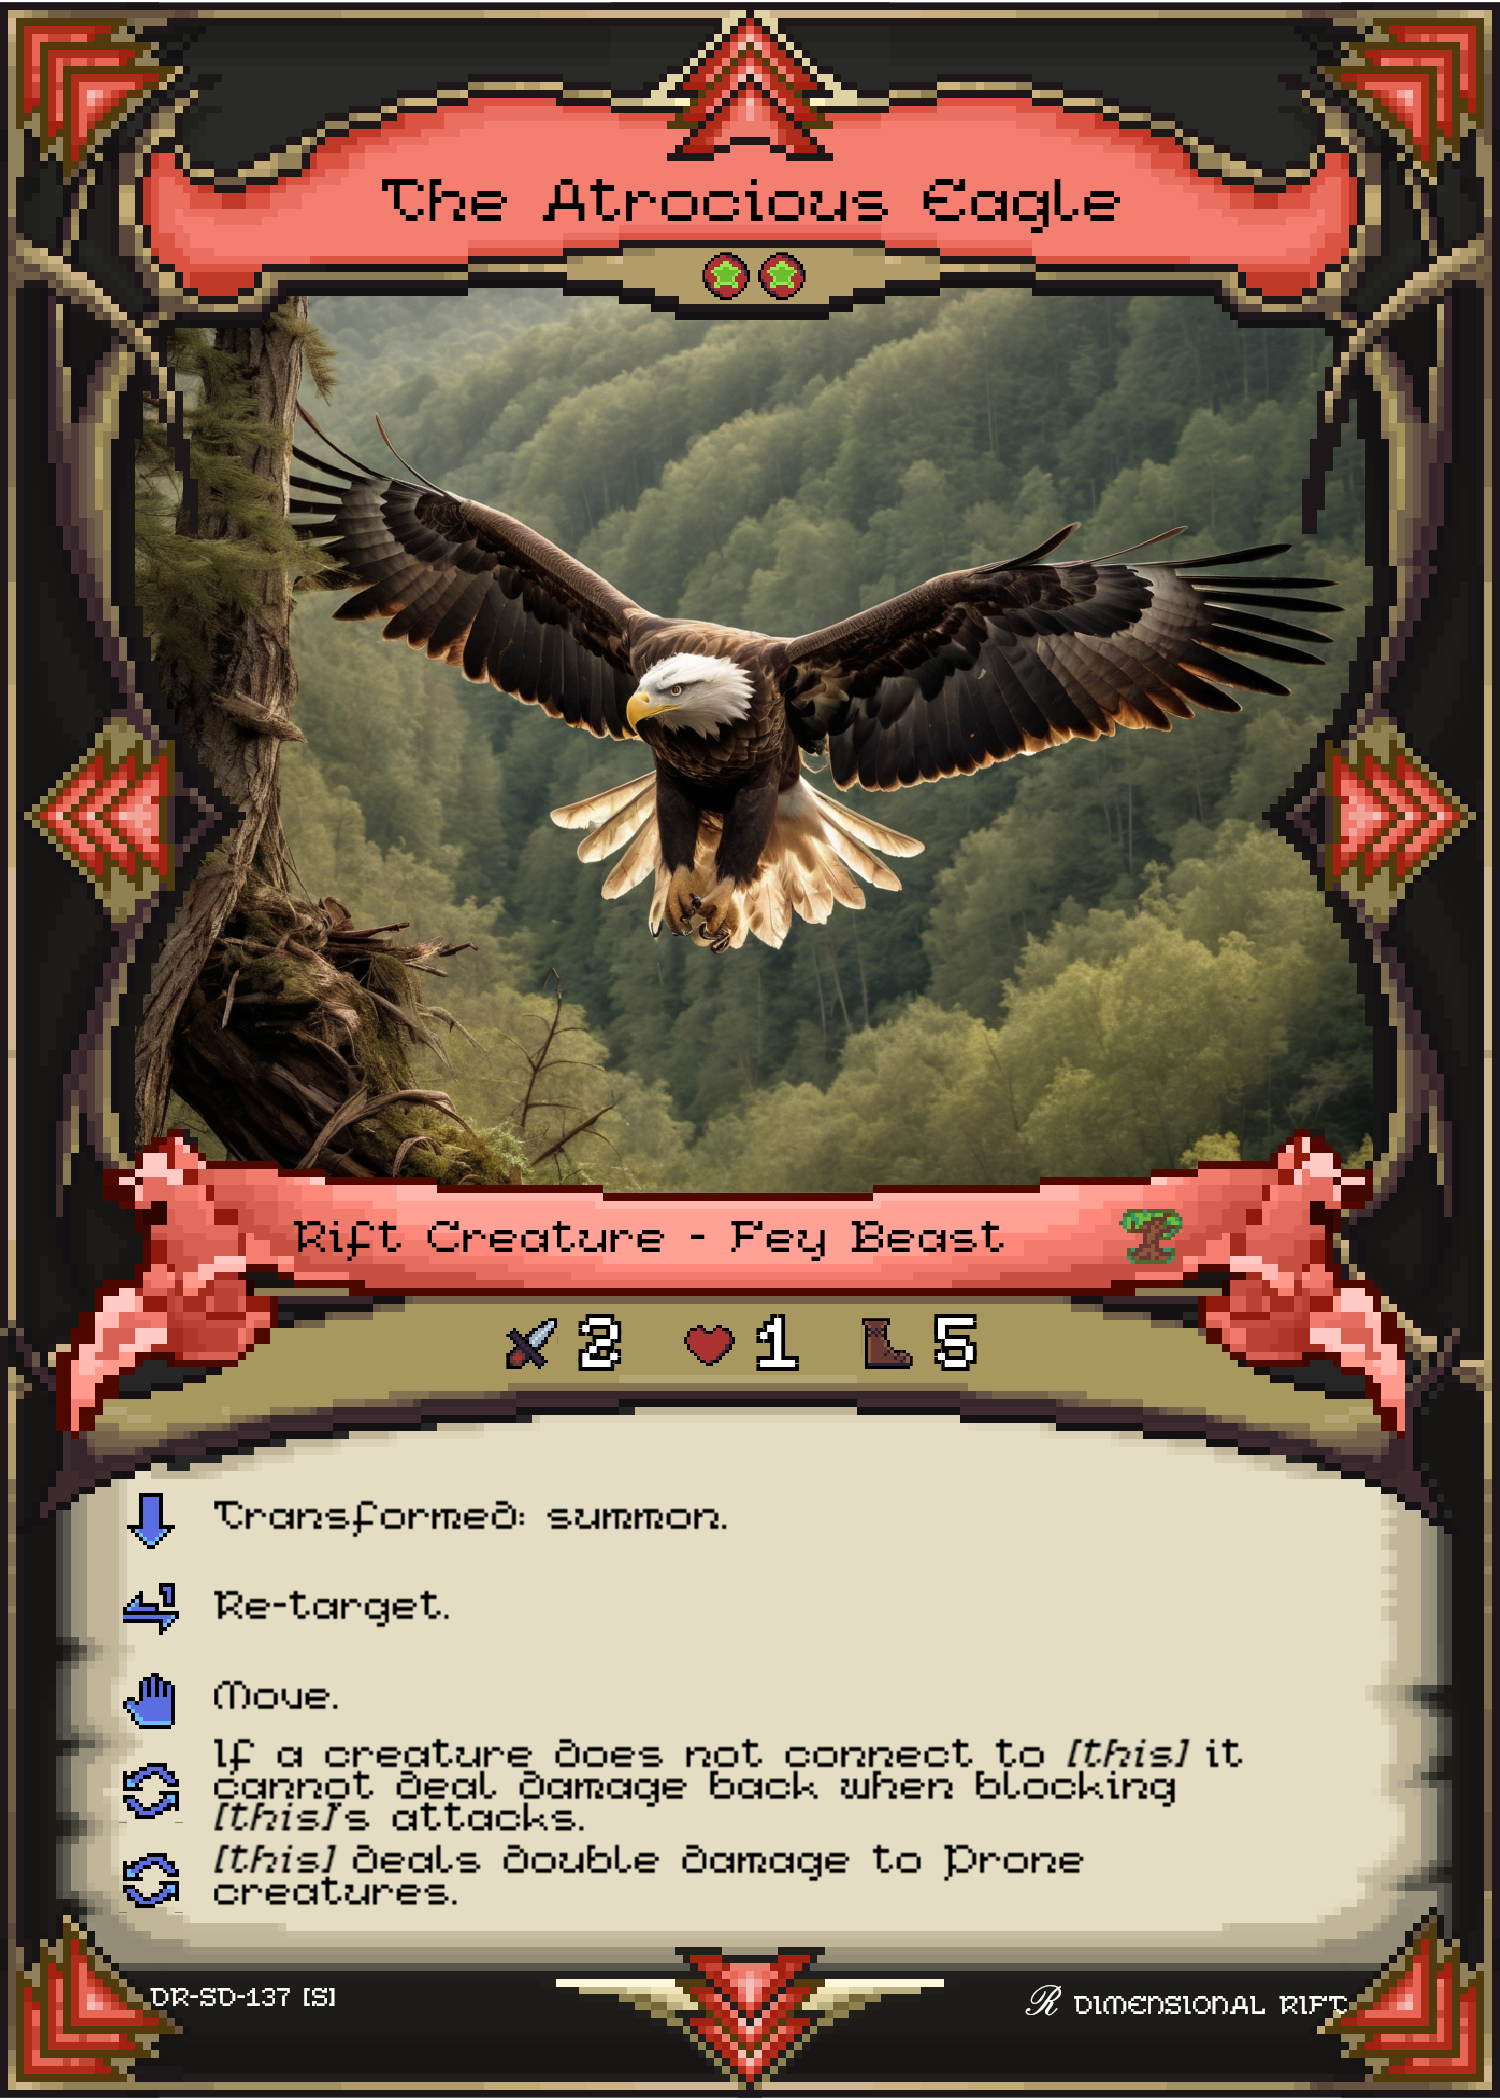 The Atrocious Eagle
Rift Creature - Fey Beast
2 1 5
Transformed: summon.
Re-target.
Move.
If a creature does not connect to [this] it
cannot deal damage back when blocking
[this]'s attacks.
[this] deals double damage to Prone
creatures.
DR-SD-137 [S]
R DIMENSIONAL RIFT